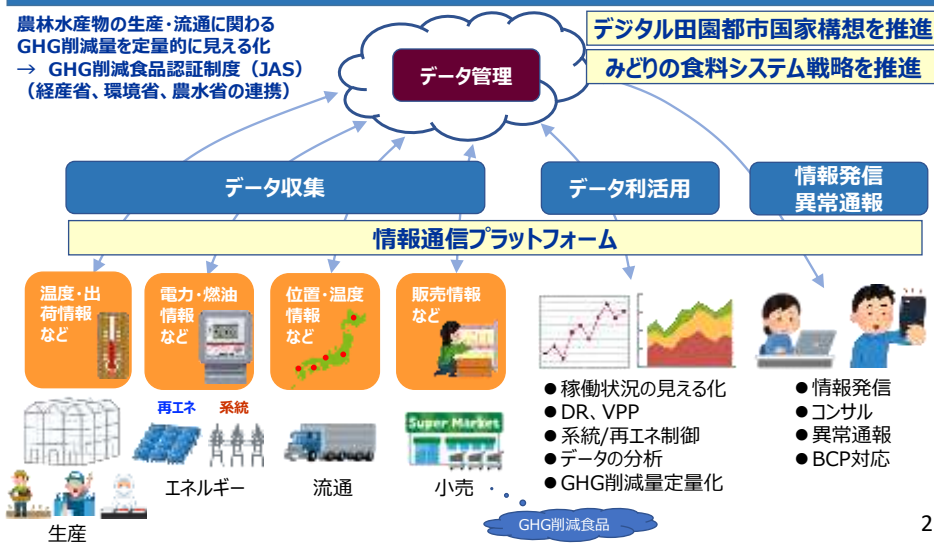 農林水産物の生産・流通に関わる
GHG削減量を定量的に見える化
→ GHG削減食品認証制度（JAS）
（経産省、環境省、農水省の連携）
データ管理
デジタル田園都市国家構想を推進
みどりの食料システム戦略を推進
データ収集
データ利活用
情報発信
異常通報
情報通信プラットフォーム
温度・出
荷情報
など
電力・燃油
情報
など
位置・温度
情報
など
販売情報
など
再エネ
系統
Super Market
生産
エネルギー
流通
小売
GHG削減食品
●稼働状況の見える化
●DR、VPP
●系統/再エネ制御
●データの分析
●GHG削減量定量化
●情報発信
●コンサル
●異常通報
●BCP対応
2